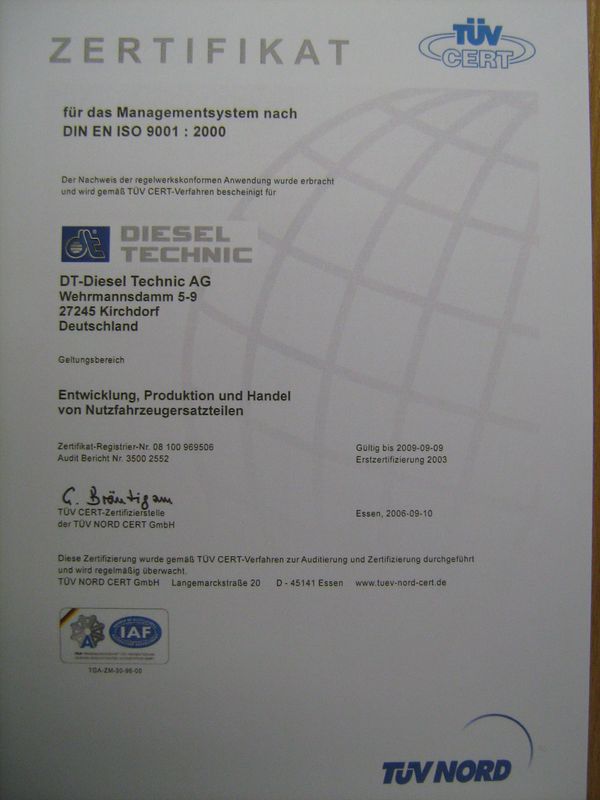 ZERTIFIKAT
TÜV
CERT
für das Managementsystem nach
DIN EN ISO 9001 : 2000
Der Nachweis der regelwerkskonformen Anwendung wurde erbracht
und wird gemäß TÜV CERT-Verfahren bescheinigt für
dt DIESEL
TECHNIC
DT-Diesel Technic AG
Wehrmannsdamm 5-9
27245 Kirchdorf
Deutschland
Geltungsbereich
Entwicklung, Produktion und Handel
von Nutzfahrzeugersatzteilen
Zertifikat-Registrier-Nr. 08 100 969506
Audit Bericht Nr. 3500 2552
Gültig bis 2009-09-09
Erstzertifizierung 2003
G. Bräutigam
TÜV CERT-Zertifizierstelle
der TÜV NORD CERT GmbH
Essen, 2006-09-10
Diese Zertifizierung wurde gemäß TÜV CERT-Verfahren zur Auditierung und Zertifizierung durchgeführt
und wird regelmäßig überwacht.
TÜV NORD CERT GmbH Langemarckstraße 20 D - 45141 Essen www.tuev-nord-cert.de
A IAF
TGA-ZM-30-96-00
TÜV NORD